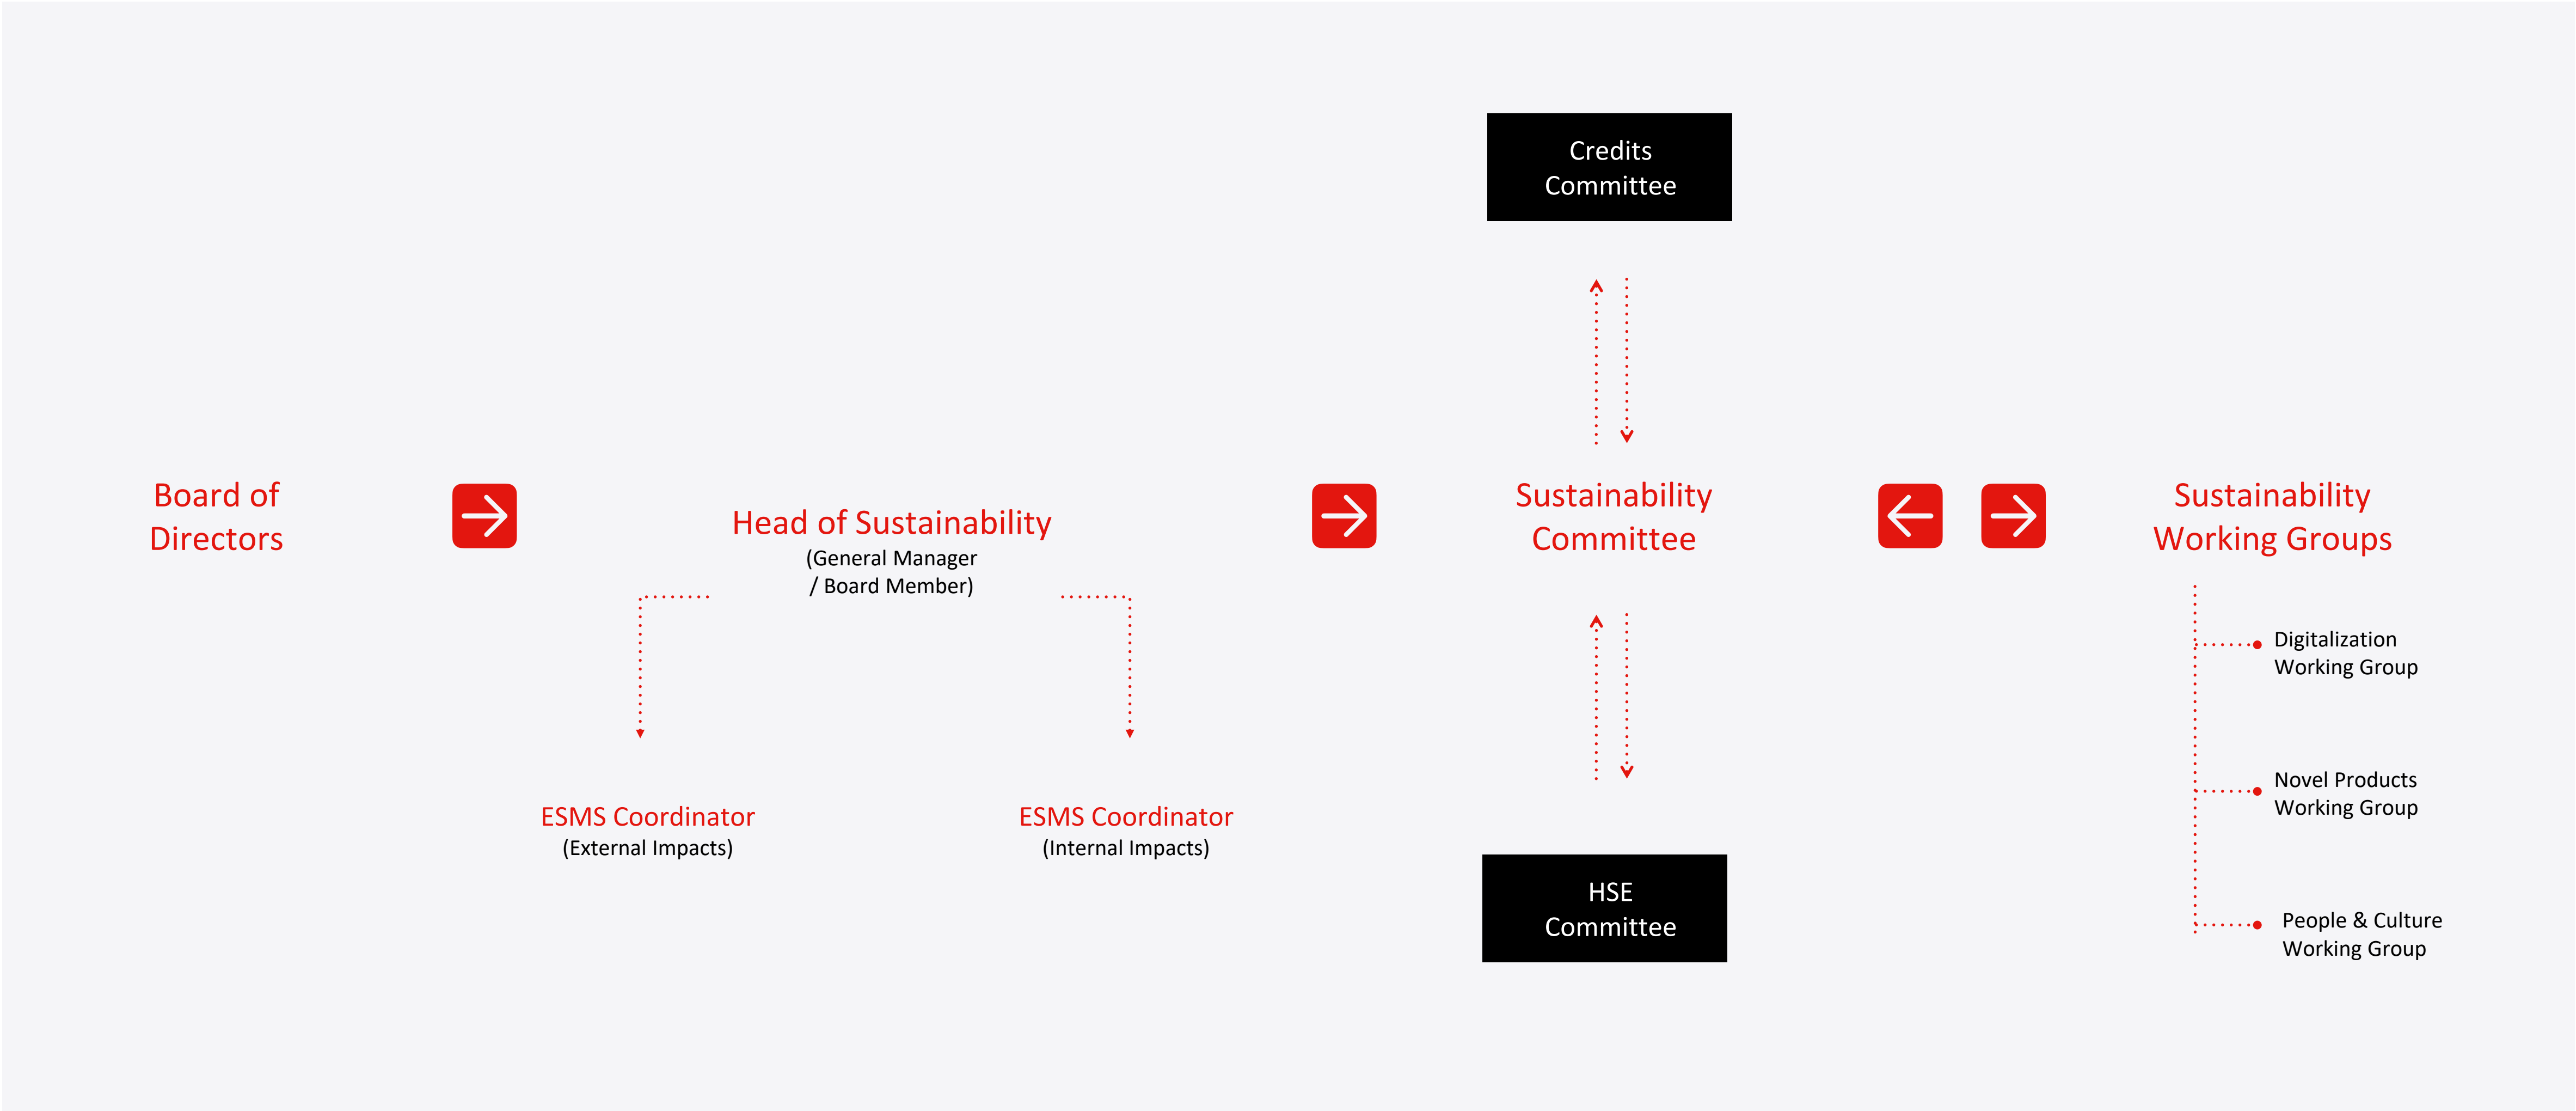 Board of
Directors
Head of Sustainability
(General Manager
/ Board Member)
ESMS Coordinator
(External Impacts)
ESMS Coordinator
(Internal Impacts)
Credits
Committee
Sustainability
Committee
HSE
Committee
Sustainability
Working Groups
Digitalization
Working Group
Novel Products
Working Group
People & Culture
Working Group